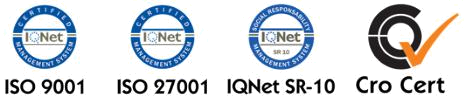 CERTIFIED
IQNet
MANAGEMENT SYSTEM
ISO 9001
CERTIFIED
IQNet
MANAGEMENT SYSTEM
ISO 27001
SOCIAL RESPONSABILITY
IQNet
SR 10
MANAGEMENT SYSTEM
IQNet SR-10
Cro Cert